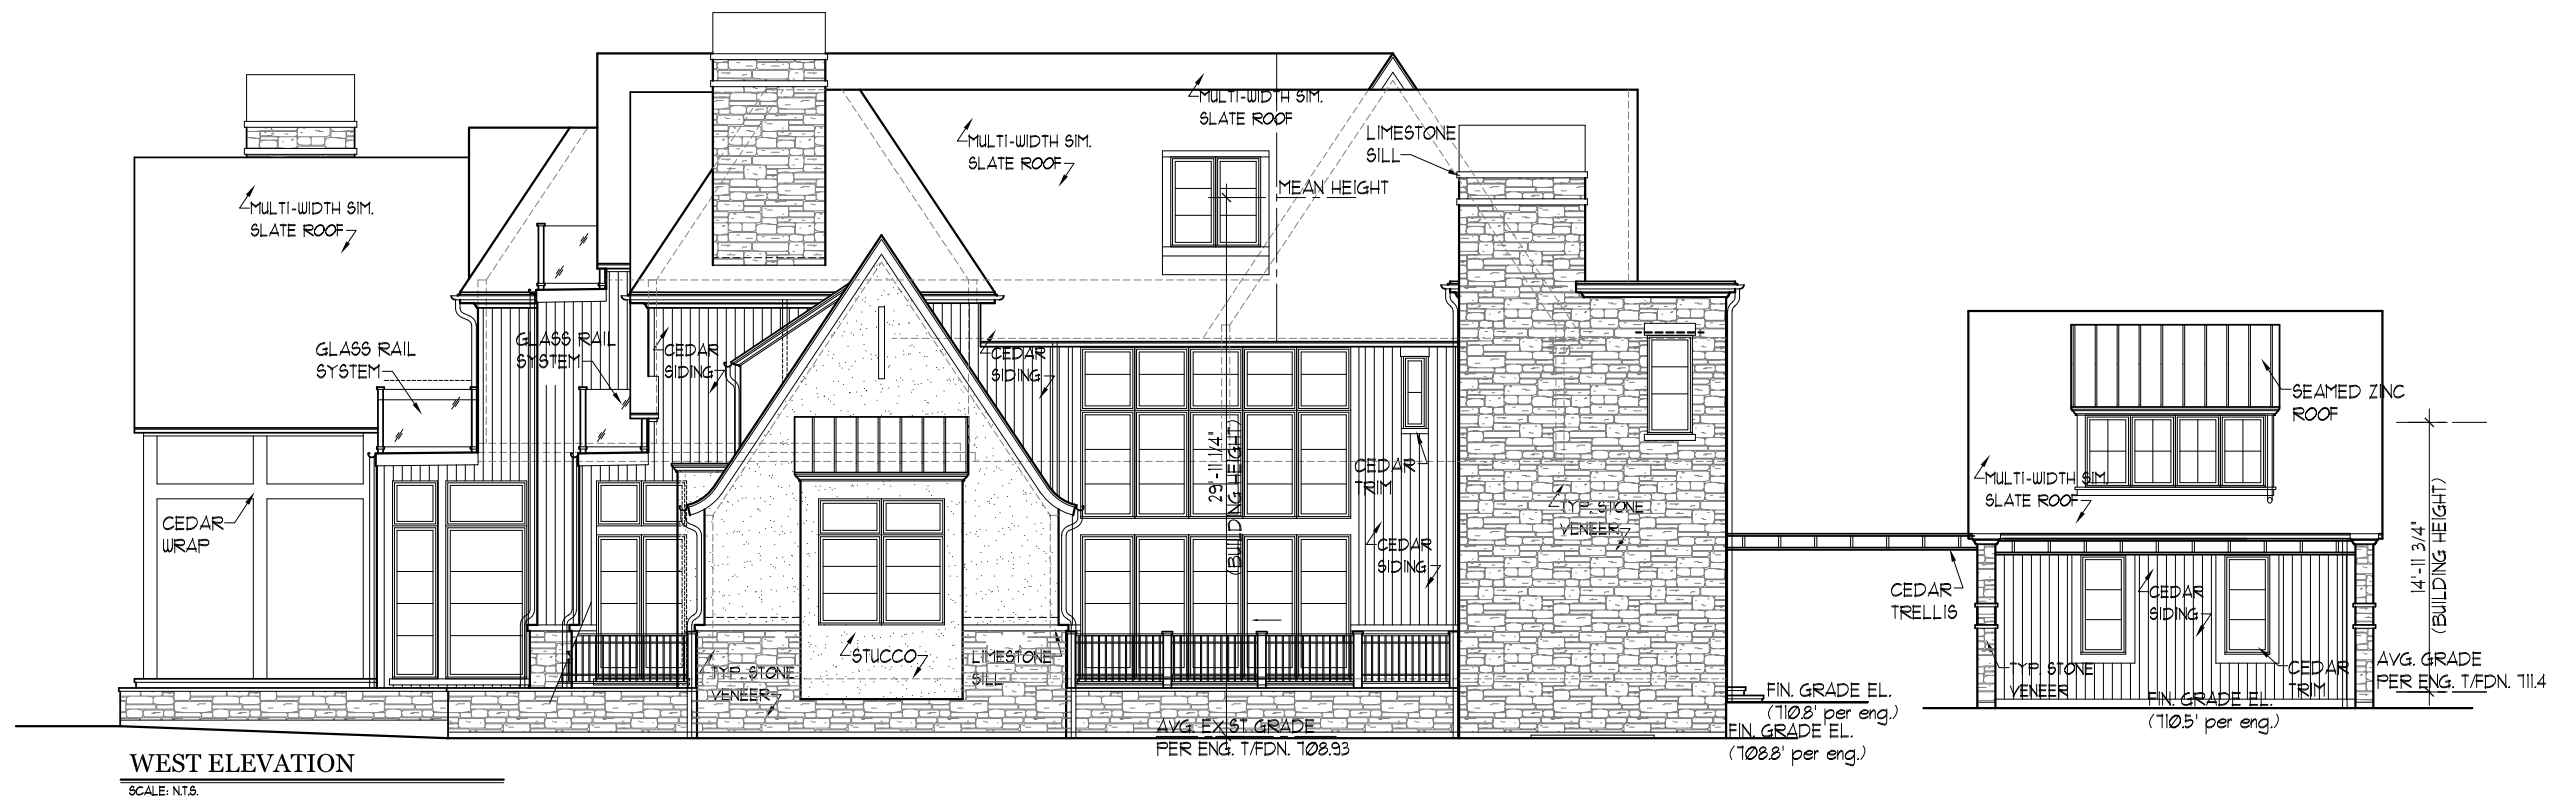 MULTI-WIDTH SIM.
SLATE ROOF
MULTI-WIDTH SIM.
SLATE ROOF
MULTI-WIDTH SIM.
SLATE ROOF
LIMESTONE
SILL
MEAN HEIGHT
GLASS RAIL
SYSTEM
GLASS RAIL
SYSTEM
CEDAR
SIDING
CEDAR
SIDING
SEAMED ZINC
ROOF
CEDAR
TRIM
29'-11 1/4"
(BUILDING HEIGHT)
MULTI-WIDTH SIM.
SLATE ROOF
CEDAR
WRAP
TYP. STONE
VENEER
CEDAR
SIDING
14'-11 3/4"
(BUILDING HEIGHT)
CEDAR
TRELLIS
CEDAR
SIDING
STUCCO
LIMESTONE
SILL
TYP. STONE
VENEER
TYP. STONE
VENEER
CEDAR
TRIM
AVG. GRADE
PER ENG. T/FDN. 711.4
FIN. GRADE EL.
(710.8' per eng.)
FIN. GRADE EL.
(710.5' per eng.)
AVG. EXIST GRADE
PER ENG. T/FDN. 708.93
FIN. GRADE EL.
(708.8' per eng.)
WEST ELEVATION
SCALE: N.T.S.